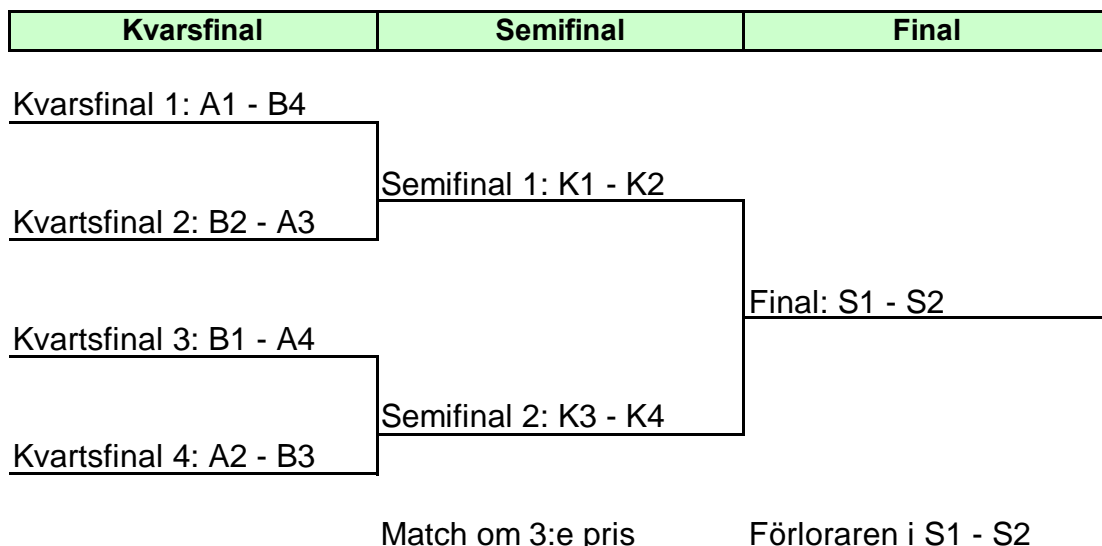 Kvarsfinal Semifinal Final
Kvarsfinal 1: A1 - B4
Semifinal 1: K1 - K2
Kvartsfinal 2: B2 - A3
Final: S1 - S2
Kvartsfinal 3: B1 - A4
Semifinal 2: K3 - K4
Kvartsfinal 4: A2 - B3
Match om 3:e pris Förloraren i S1 - S2